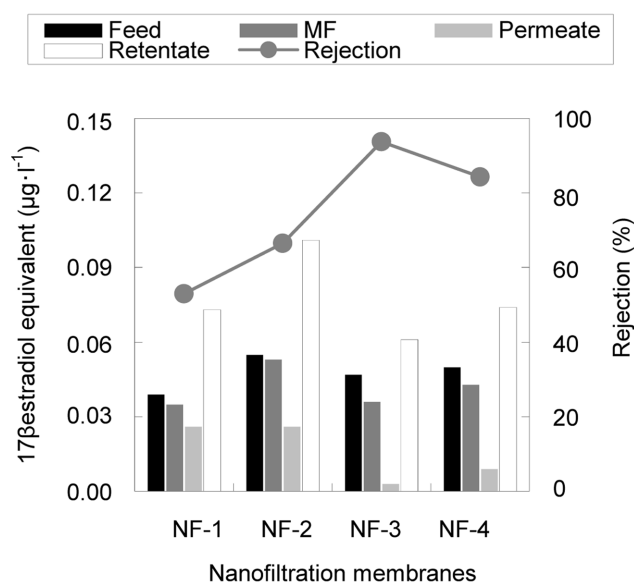 Feed MF Permeate
Retentate Rejection
17βestradiol equivalent (µg·l⁻¹)
0.15
0.12
0.09
0.06
0.03
0.00
100
80
60
40
20
0
Rejection (%)
NF-1 NF-2 NF-3 NF-4
Nanofiltration membranes